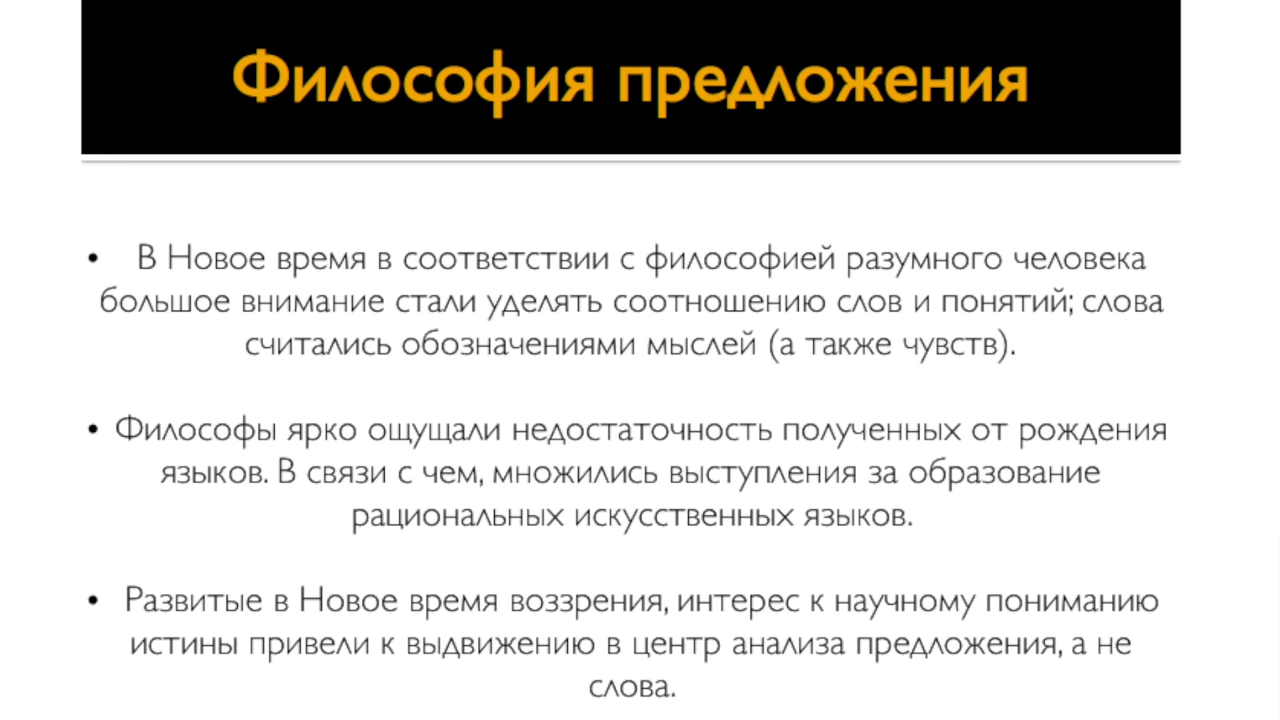 Философия предложения
• В Новое время в соответствии с философией разумного человека
большое внимание стали уделять соотношению слов и понятий; слова
считались обозначениями мыслей (а также чувств).
• Философы ярко ощущали недостаточность полученных от рождения
языков. В связи с чем, множились выступления за образование
рациональных искусственных языков.
• Развитые в Новое время воззрения, интерес к научному пониманию
истины привели к выдвижению в центр анализа предложения, а не
слова.